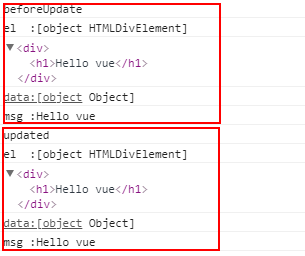 beforeUpdate
el  :[object HTMLDivElement]
▼<div>
<h1>Hello vue</h1>
</div>
data:[object Object]
msg :Hello vue
updated
el  :[object HTMLDivElement]
▼<div>
<h1>Hello vue</h1>
</div>
data:[object Object]
msg :Hello vue